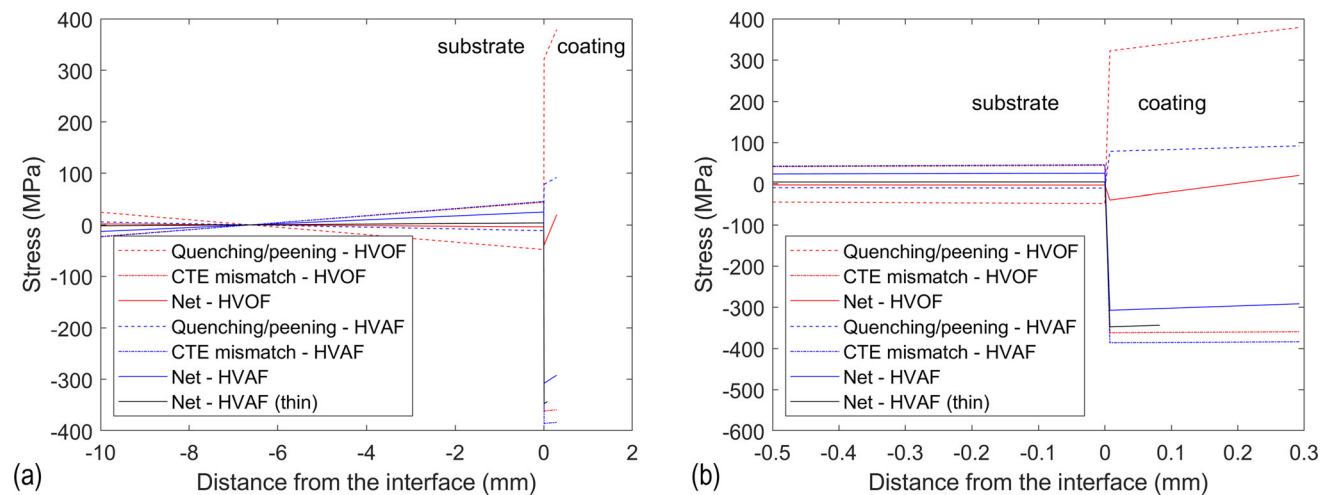 400
300
200
100
0
-100
-200
-300
-400
Stress (MPa)
substrate coating
Quenching/peening - HVOF
CTE mismatch - HVOF
Net - HVOF
Quenching/peening - HVAF
CTE mismatch - HVAF
Net - HVAF
Net - HVAF (thin)
-10 -8 -6 -4 -2 0 2
Distance from the interface (mm)
(a)
400
300
200
100
0
-100
-200
-300
-400
-500
-600
Stress (MPa)
substrate coating
Quenching/peening - HVOF
CTE mismatch - HVOF
Net - HVOF
Quenching/peening - HVAF
CTE mismatch - HVAF
Net - HVAF
Net - HVAF (thin)
-0.5 -0.4 -0.3 -0.2 -0.1 0 0.1 0.2 0.3
Distance from the interface (mm)
(b)